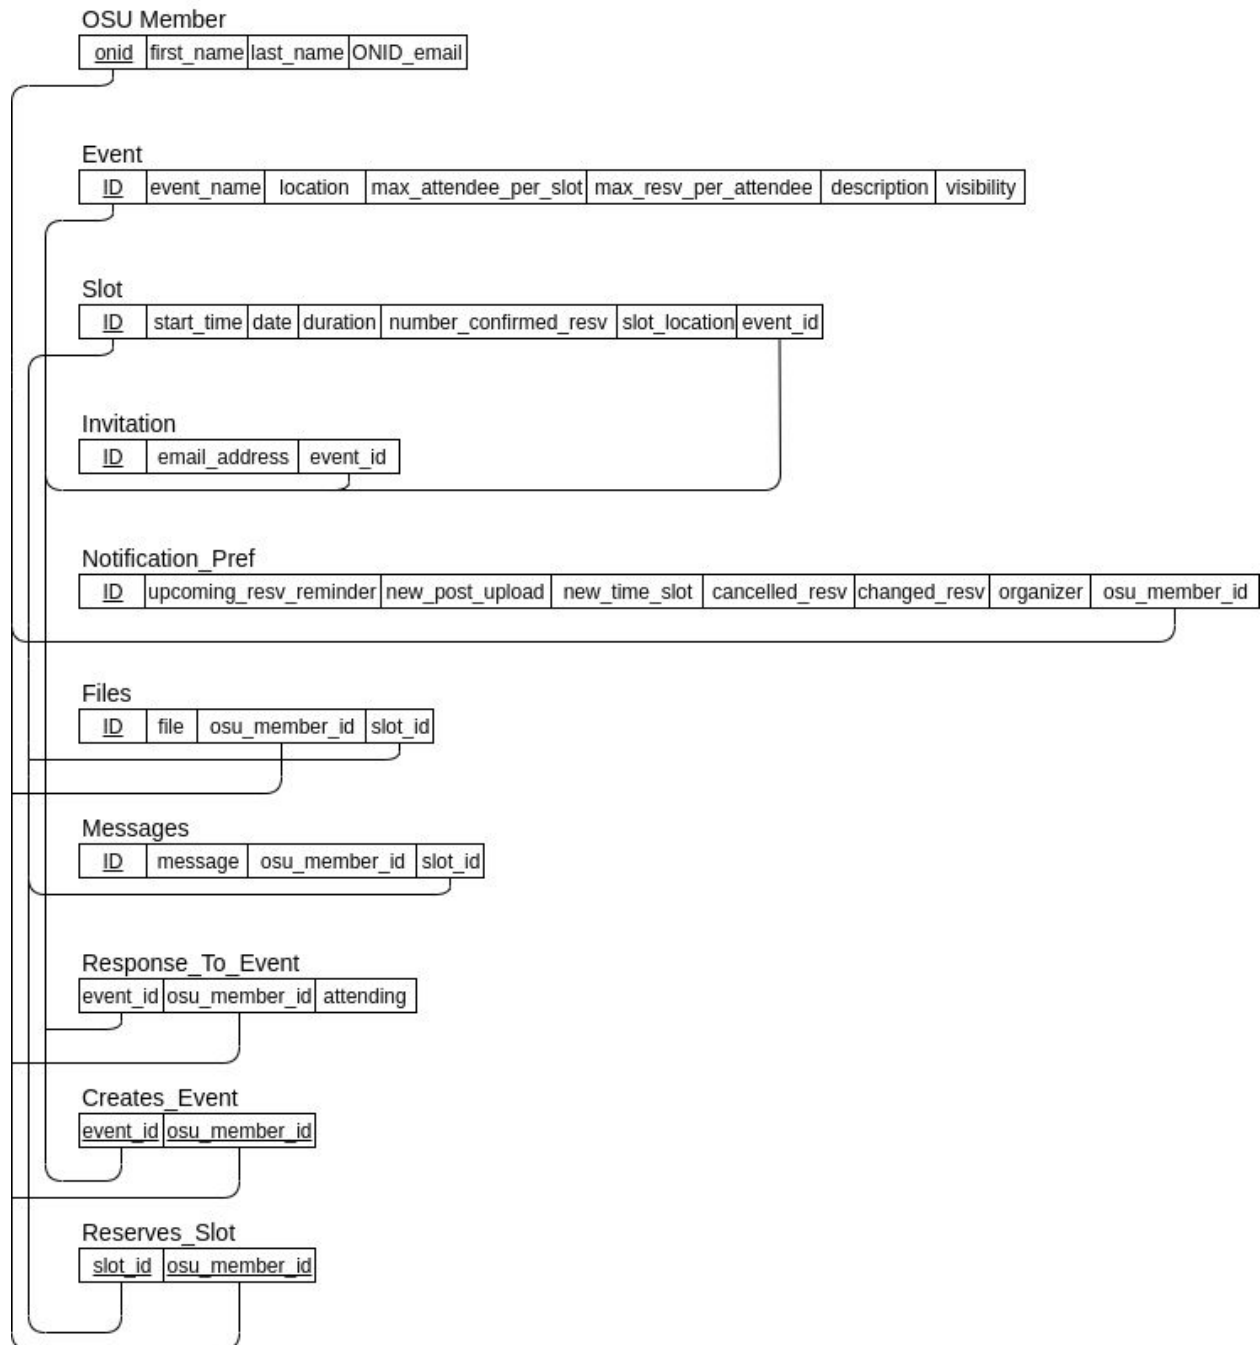 OSU Member
onid first_name last_name ONID_email
Event
ID event_name location max_attendee_per_slot max_resv_per_attendee description visibility
Slot
ID start_time date duration number_confirmed_resv slot_location event_id
Invitation
ID email_address event_id
Notification_Pref
ID upcoming_resv_reminder new_post_upload new_time_slot cancelled_resv changed_resv organizer osu_member_id
Files
ID file osu_member_id slot_id
Messages
ID message osu_member_id slot_id
Response_To_Event
event_id osu_member_id attending
Creates_Event
event_id osu_member_id
Reserves_Slot
slot_id osu_member_id